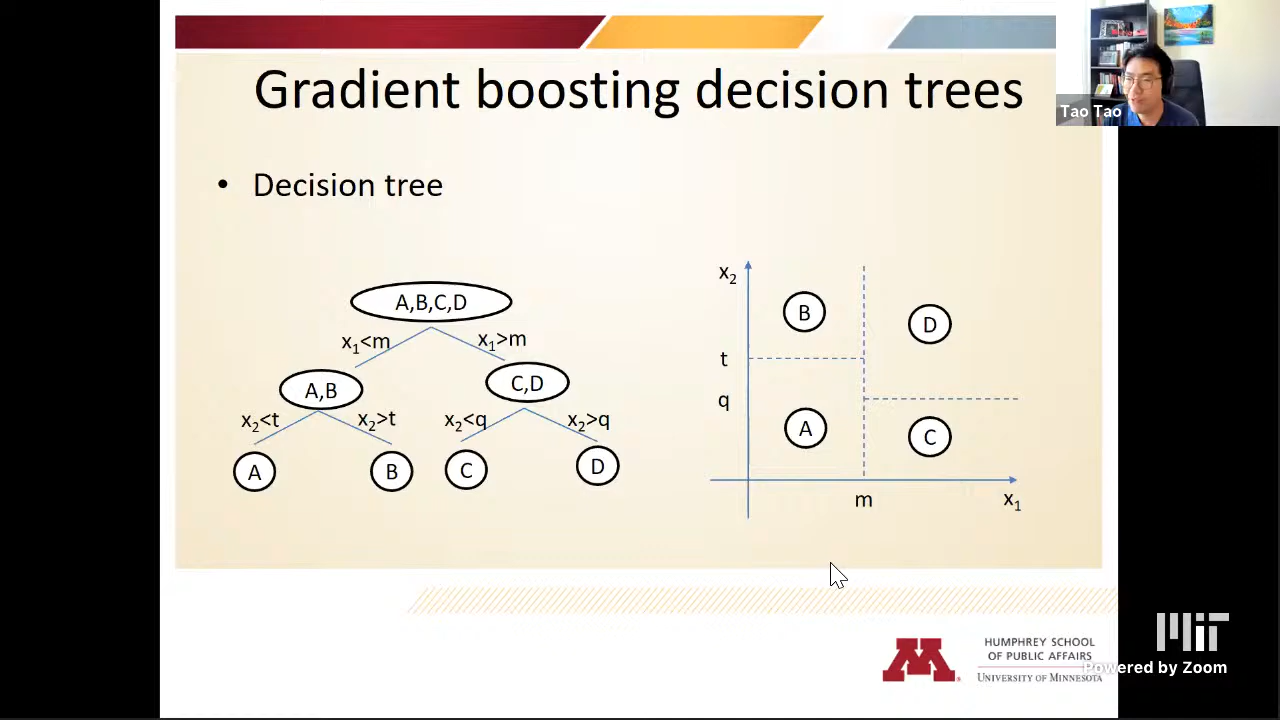 Gradient boosting decision trees
Tao Tao
• Decision tree
A,B,C,D
x₁<m
x₁>m
A,B
C,D
x₂<t
x₂>t
x₂<q
x₂>q
A
B
C
D
x₂
B
D
t
q
A
C
m
x₁
MIT
M
HUMPHREY SCHOOL
OF PUBLIC AFFAIRS
UNIVERSITY OF MINNESOTA
Powered by Zoom